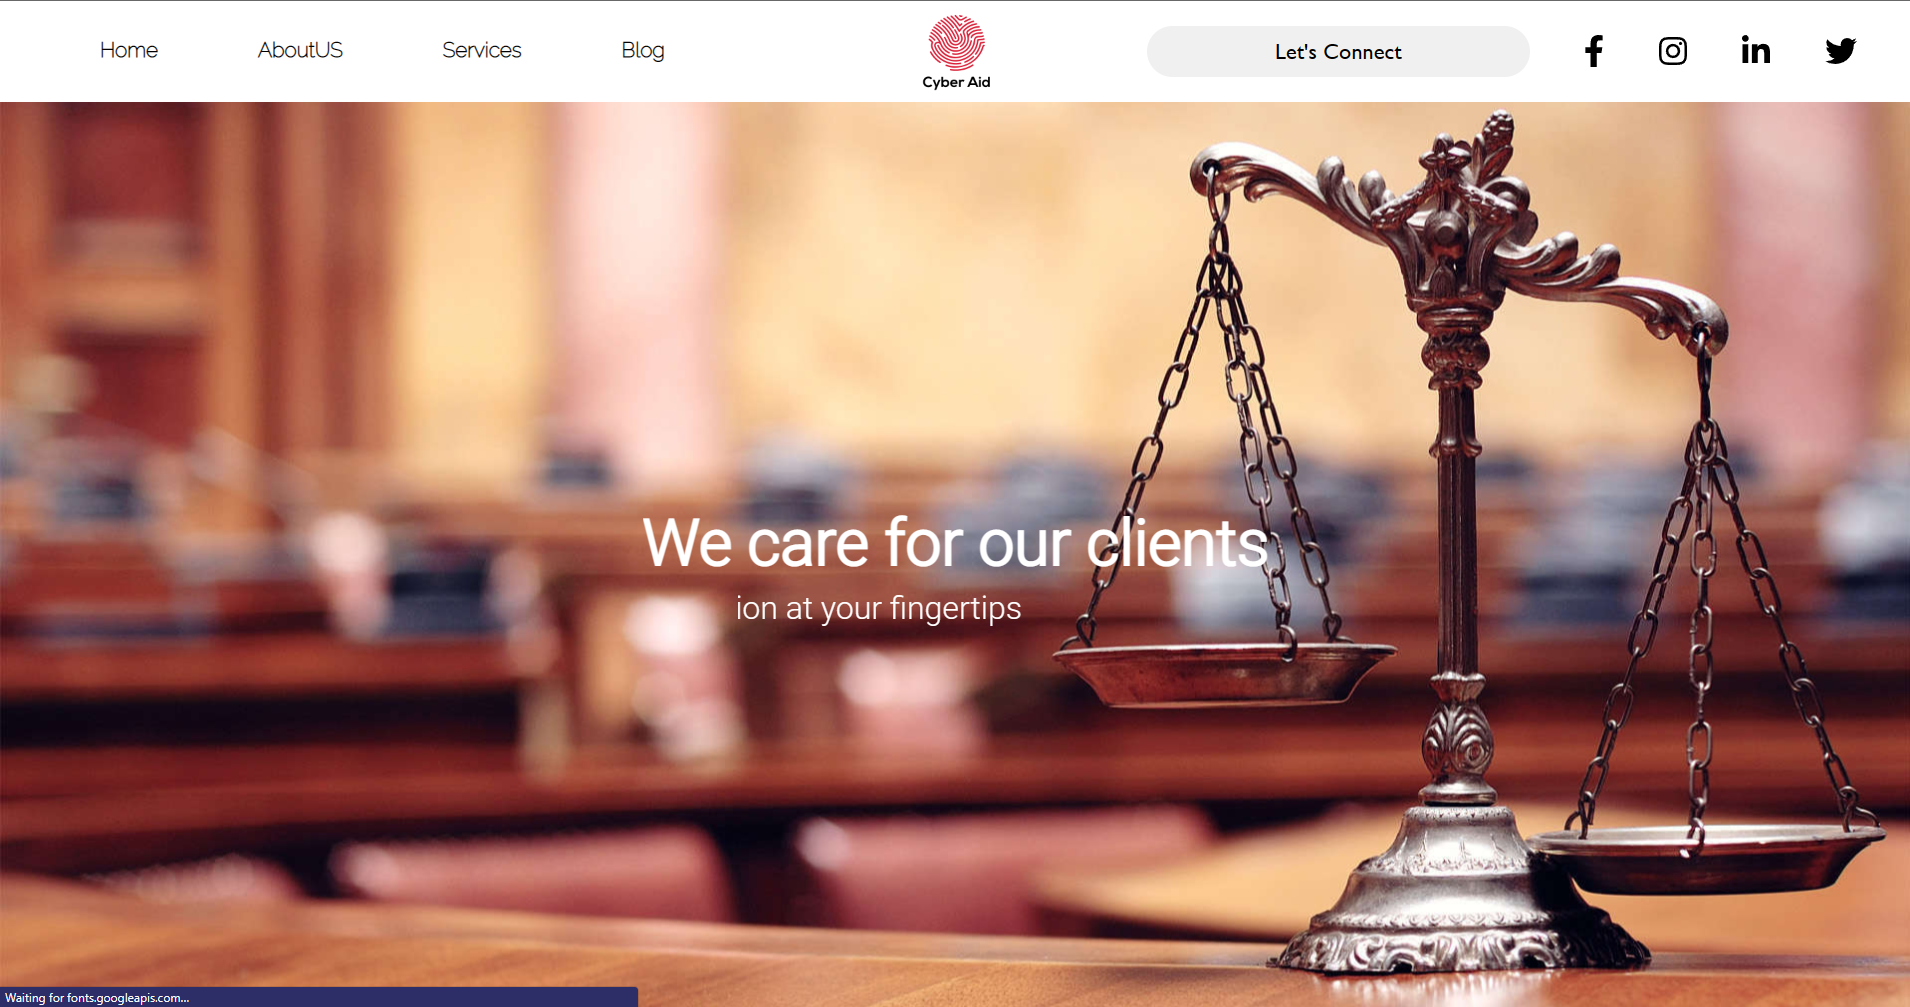 Home
AboutUS
Services
Blog
Cyber Aid
Let's Connect
We care for our clients
ion at your fingertips
Waiting for fonts.googleapis.com...